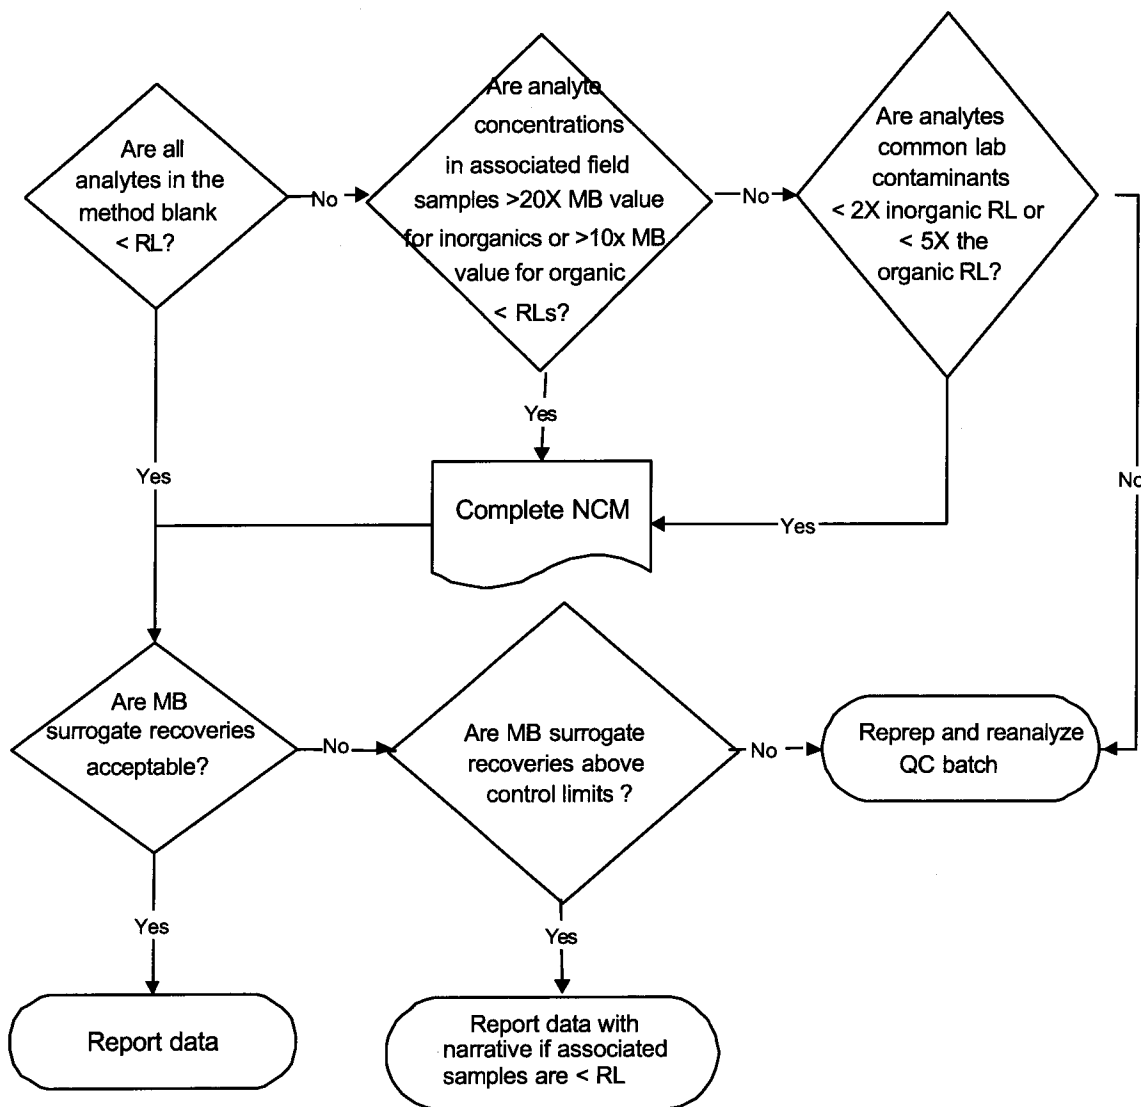 Are all
analytes in the
method blank
< RL?
No
Are analyte
concentrations
in associated field
samples >20X MB value
for inorganics or >10x MB
value for organic
< RLs?
No
Are analytes
common lab
contaminants
< 2X inorganic RL or
< 5X the
organic RL?
Yes
Yes
No
Complete NCM
Yes
Are MB
surrogate recoveries
acceptable?
No
Are MB surrogate
recoveries above
control limits ?
No
Reprep and reanalyze
QC batch
Yes
Yes
Report data
Report data with
narrative if associated
samples are < RL